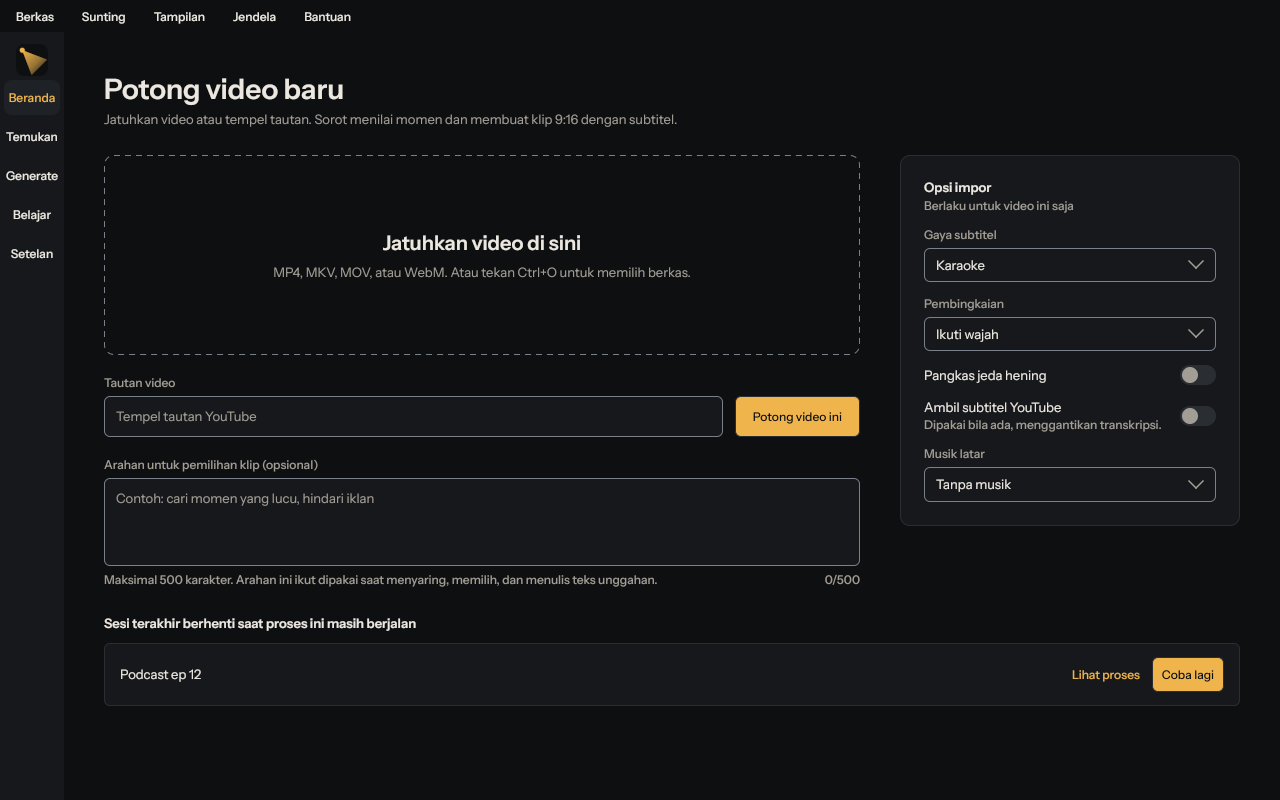 Berkas
Sunting
Tampilan
Jendela
Bantuan
Beranda
Temukan
Generate
Belajar
Setelan
Potong video baru
Jatuhkan video atau tempel tautan. Sorot menilai momen dan membuat klip 9:16 dengan subtitel.
Jatuhkan video di sini
MP4, MKV, MOV, atau WebM. Atau tekan Ctrl+O untuk memilih berkas.
Tautan video
Tempel tautan YouTube
Potong video ini
Arahan untuk pemilihan klip (opsional)
Contoh: cari momen yang lucu, hindari iklan
Maksimal 500 karakter. Arahan ini ikut dipakai saat menyaring, memilih, dan menulis teks unggahan.
0/500
Opsi impor
Berlaku untuk video ini saja
Gaya subtitel
Karaoke
Pembingkaian
Ikuti wajah
Pangkas jeda hening
Ambil subtitel YouTube
Dipakai bila ada, menggantikan transkripsi.
Musik latar
Tanpa musik
Sesi terakhir berhenti saat proses ini masih berjalan
Podcast ep 12
Lihat proses
Coba lagi